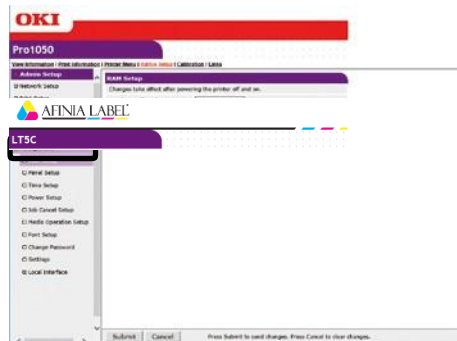 OKI
Pro1050
View Information | Print Information | Printer Menu | Admin Setup | Calibration | Links
Admin Setup
RAM Setup
Network Setup
Changes take effect after powering the printer off and on.
AFINIA LABEL
LT5C
Panel Setup
Time Setup
Power Setup
Job Cancel Setup
Media Operation Setup
Font Setup
Change Password
Settings
Local Interface
Submit
Cancel
Press Submit to send changes. Press Cancel to clear changes.